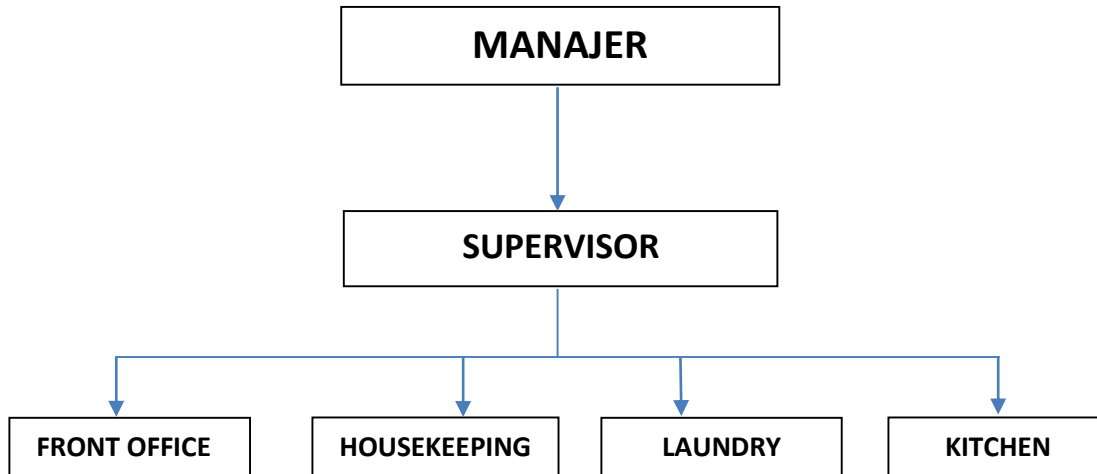 MANAJER
SUPERVISOR
FRONT OFFICE
HOUSEKEEPING
LAUNDRY
KITCHEN